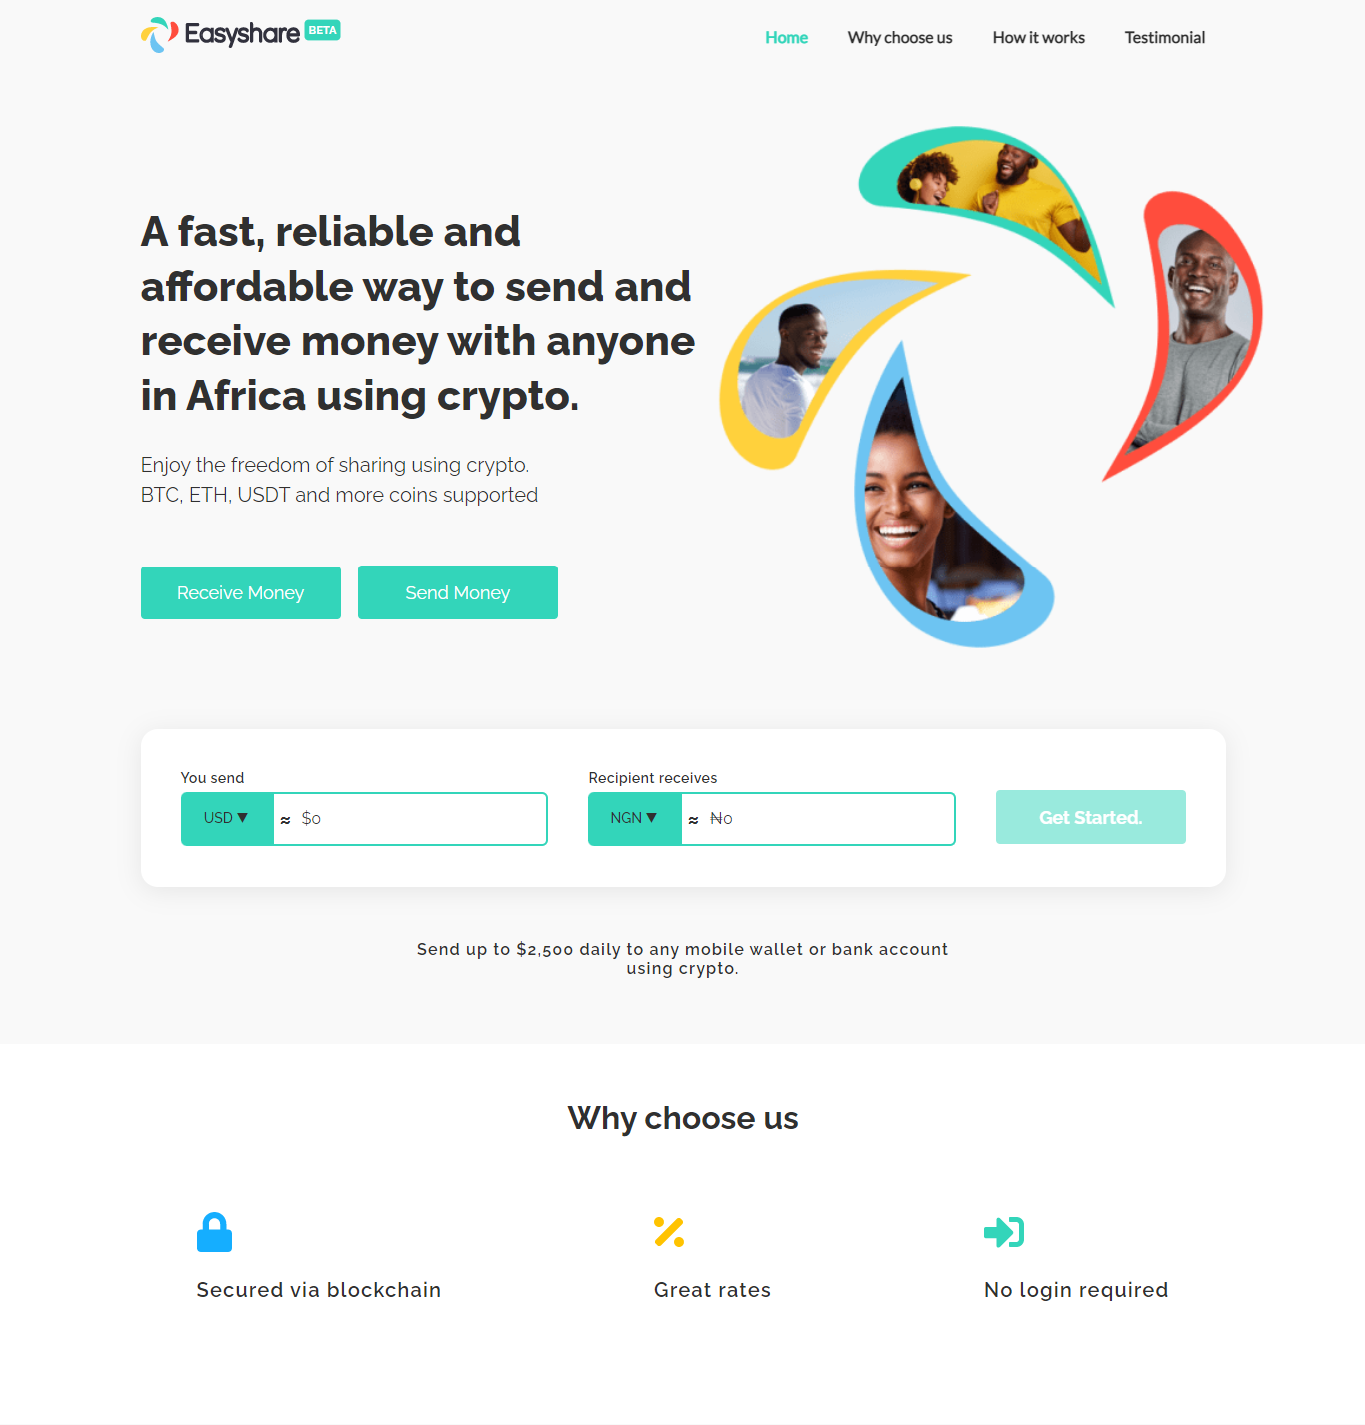 Easyshare BETA
Home
Why choose us
How it works
Testimonial
A fast, reliable and
affordable way to send and
receive money with anyone
in Africa using crypto.
Enjoy the freedom of sharing using crypto.
BTC, ETH, USDT and more coins supported
Receive Money
Send Money
You send
USD ▼ ≈ $0
Recipient receives
NGN ▼ ≈ ₦0
Get Started.
Send up to $2,500 daily to any mobile wallet or bank account
using crypto.
Why choose us
Secured via blockchain
Great rates
No login required